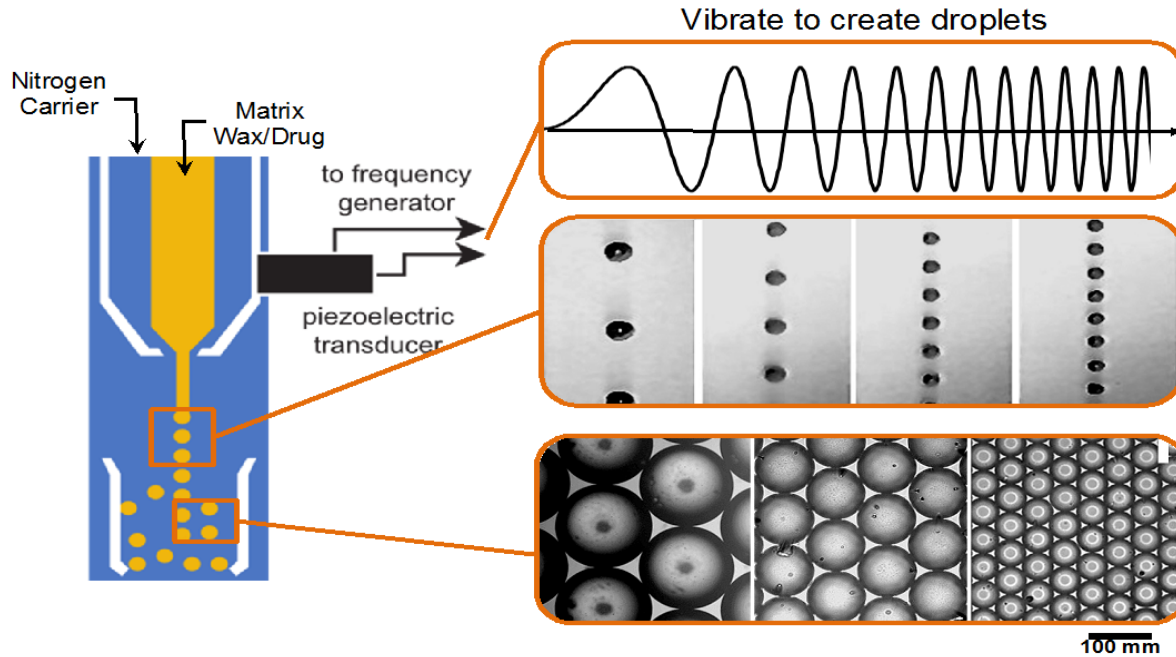 Vibrate to create droplets
Nitrogen
Carrier
Matrix
Wax/Drug
to frequency
generator
piezoelectric
transducer
100 mm